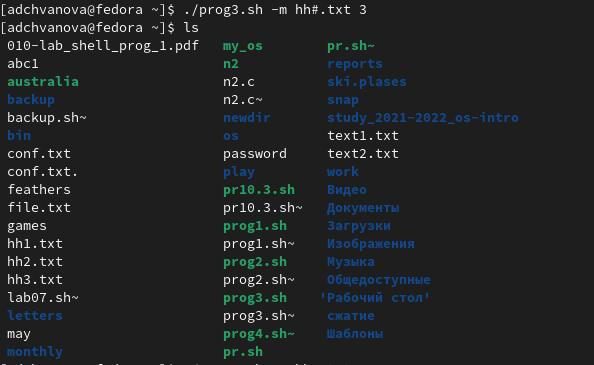 [adchvanova@fedora ~]$ ./prog3.sh -m hh#.txt 3
[adchvanova@fedora ~]$ ls
010-lab_shell_prog_1.pdf my_os pr.sh~
abc1 n2 reports
australia n2.c ski.plases
backup n2.c~ snap
backup.sh~ newdir study_2021-2022_os-intro
bin os text1.txt
conf.txt password text2.txt
conf.txt. play work
feathers pr10.3.sh Видео
file.txt pr10.3.sh~ Документы
games prog1.sh Загрузки
hh1.txt prog1.sh~ Изображения
hh2.txt prog2.sh Музыка
hh3.txt prog2.sh~ Общедоступные
lab07.sh~ prog3.sh 'Рабочий стол'
letters prog3.sh~ сжатие
may prog4.sh~ Шаблоны
monthly pr.sh